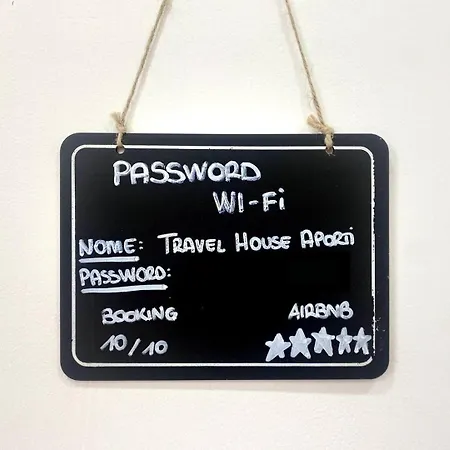 PASSWORD
WI-Fi
NOME: TRAVEL HOUSE APORTI
PASSWORD:
BOOKING AIRBNB
10/10